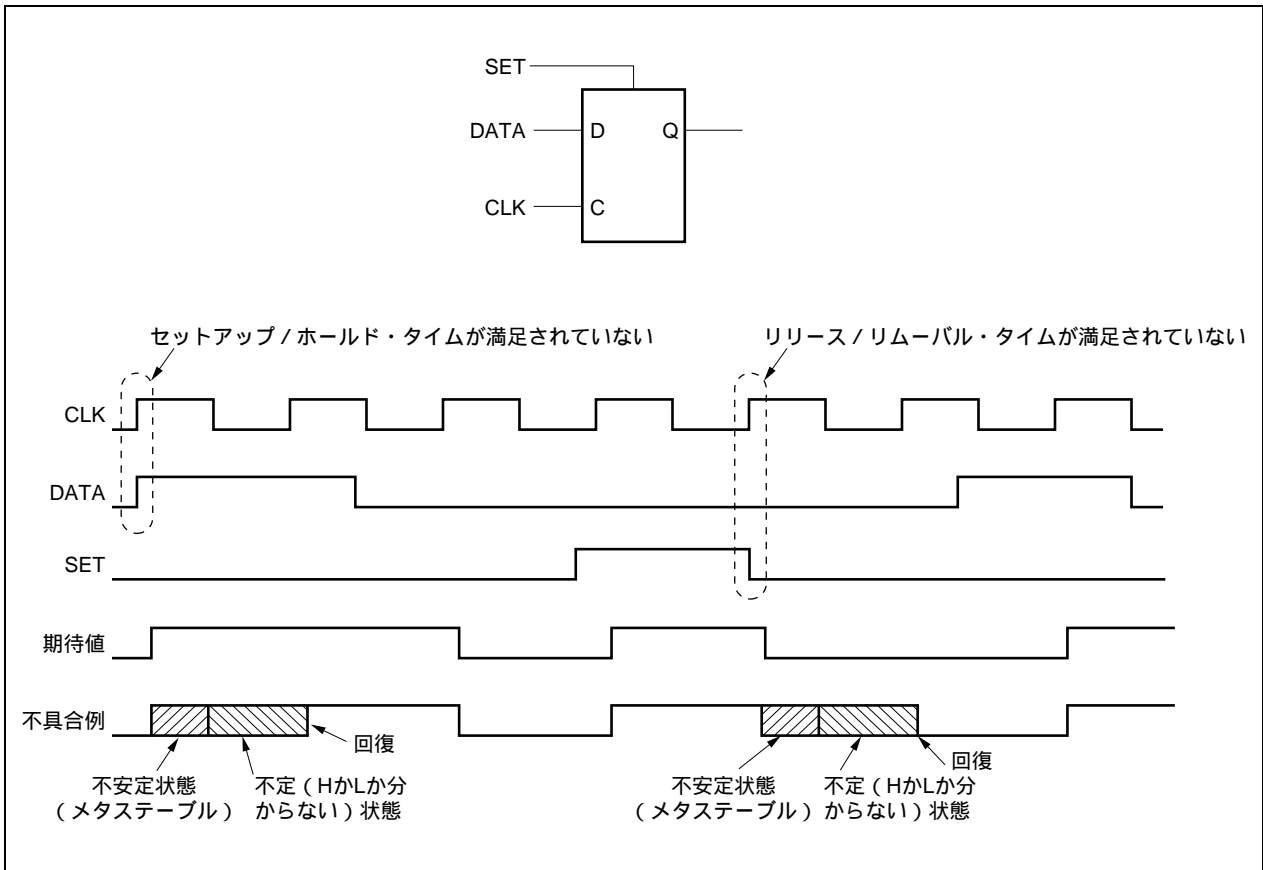 SET
DATA
D
Q
CLK
C
セットアップ / ホールド・タイムが満足されていない
リリース / リムーバル・タイムが満足されていない
CLK
DATA
SET
期待値
不具合例
回復
回復
不安定状態
（メタステーブル）
不定（HかLか分
からない）状態
不安定状態
（メタステーブル）
不定（HかLか分
からない）状態